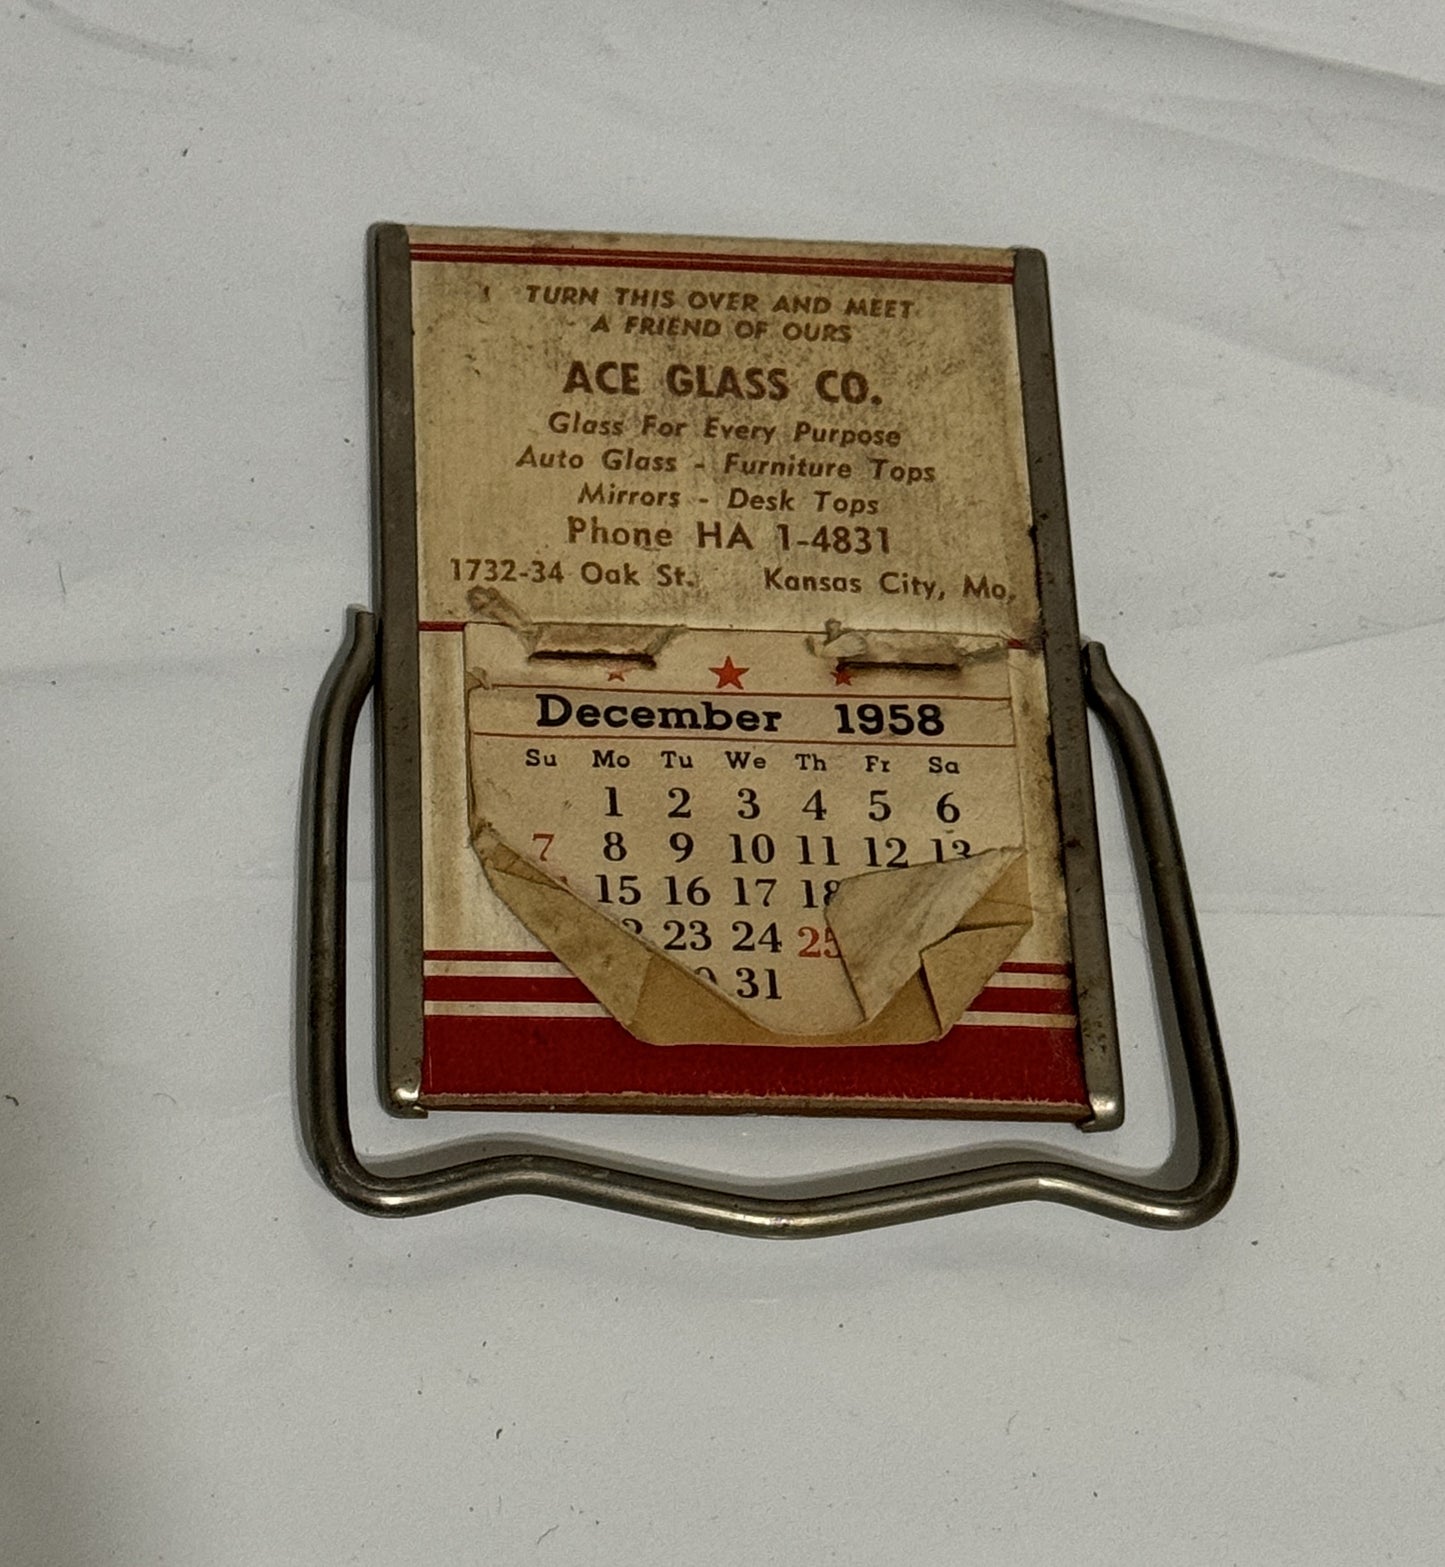 TURN THIS OVER AND MEET
A FRIEND OF OURS
ACE GLASS CO.
Glass For Every Purpose
Auto Glass - Furniture Tops
Mirrors - Desk Tops
Phone HA 1-4831
1732-34 Oak St. Kansas City, Mo.
December 1958
Su Mo Tu We Th Fr Sa
1 2 3 4 5 6
7 8 9 10 11 12 13
15 16 17 18
23 24 25
31